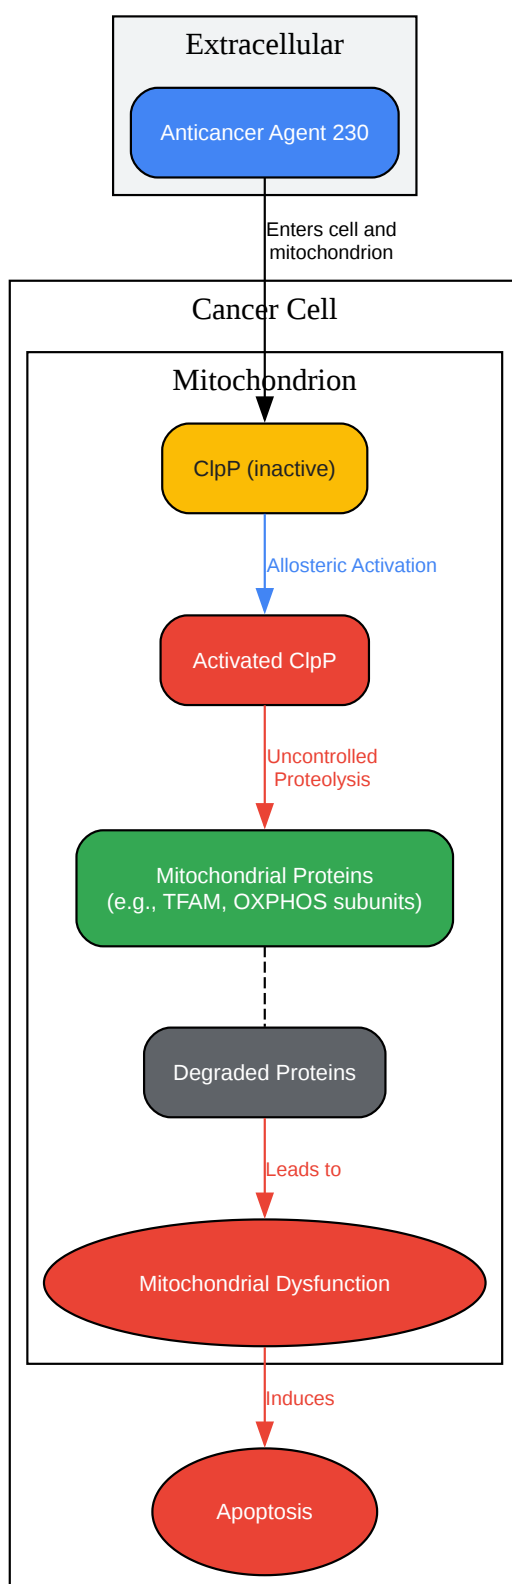 Extracellular
Anticancer Agent 230
Enters cell and
mitochondrion
Cancer Cell
Mitochondrion
ClpP (inactive)
Allosteric Activation
Activated ClpP
Uncontrolled
Proteolysis
Mitochondrial Proteins
(e.g., TFAM, OXPHOS subunits)
Degraded Proteins
Leads to
Mitochondrial Dysfunction
Induces
Apoptosis